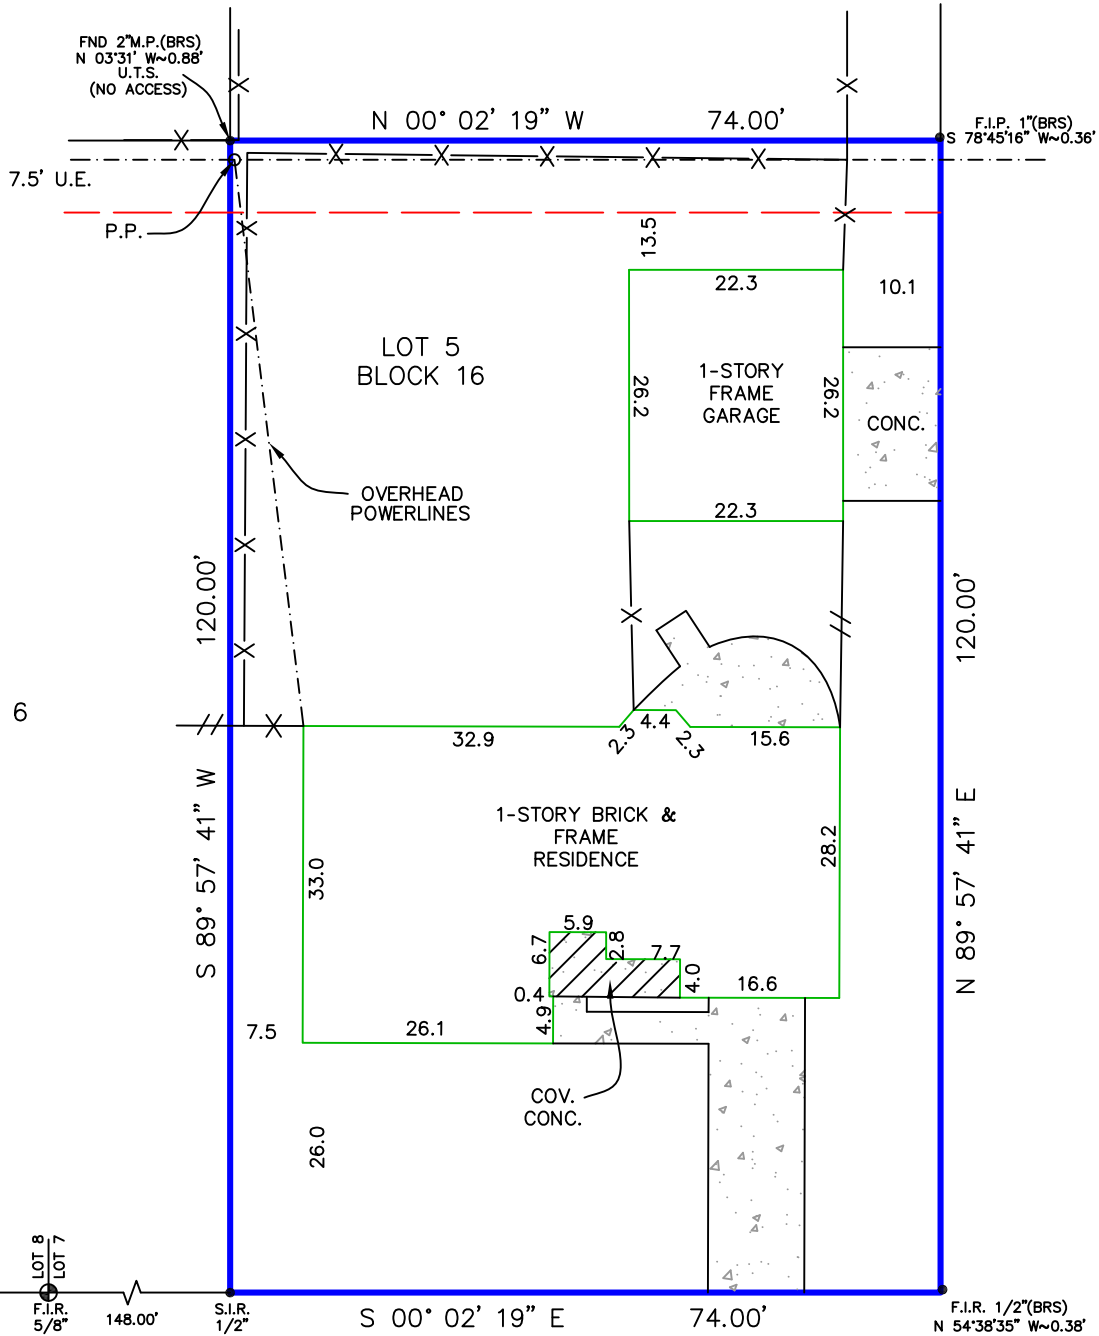 FND 2"M.P.(BRS)
N 03°31' W~0.88'
U.T.S.
(NO ACCESS)
N 00° 02' 19" W 74.00'
F.I.P. 1"(BRS)
S 78°45'16" W~0.36'
7.5' U.E.
P.P.
13.5
22.3
10.1
LOT 5
BLOCK 16
1-STORY
FRAME
GARAGE
26.2
26.2
CONC.
OVERHEAD
POWERLINES
22.3
120.00'
120.00'
6
32.9
2.3
4.4
2.3
15.6
S 89° 57' 41" W
N 89° 57' 41" E
1-STORY BRICK &
FRAME
RESIDENCE
33.0
28.2
5.9
6.7
2.8
7.7
4.0
16.6
0.4
4.9
7.5
26.1
COV.
CONC.
26.0
LOT 8
LOT 7
F.I.R.
5/8"
148.00'
S.I.R.
1/2"
S 00° 02' 19" E 74.00'
F.I.R. 1/2"(BRS)
N 54°38'35" W~0.38'